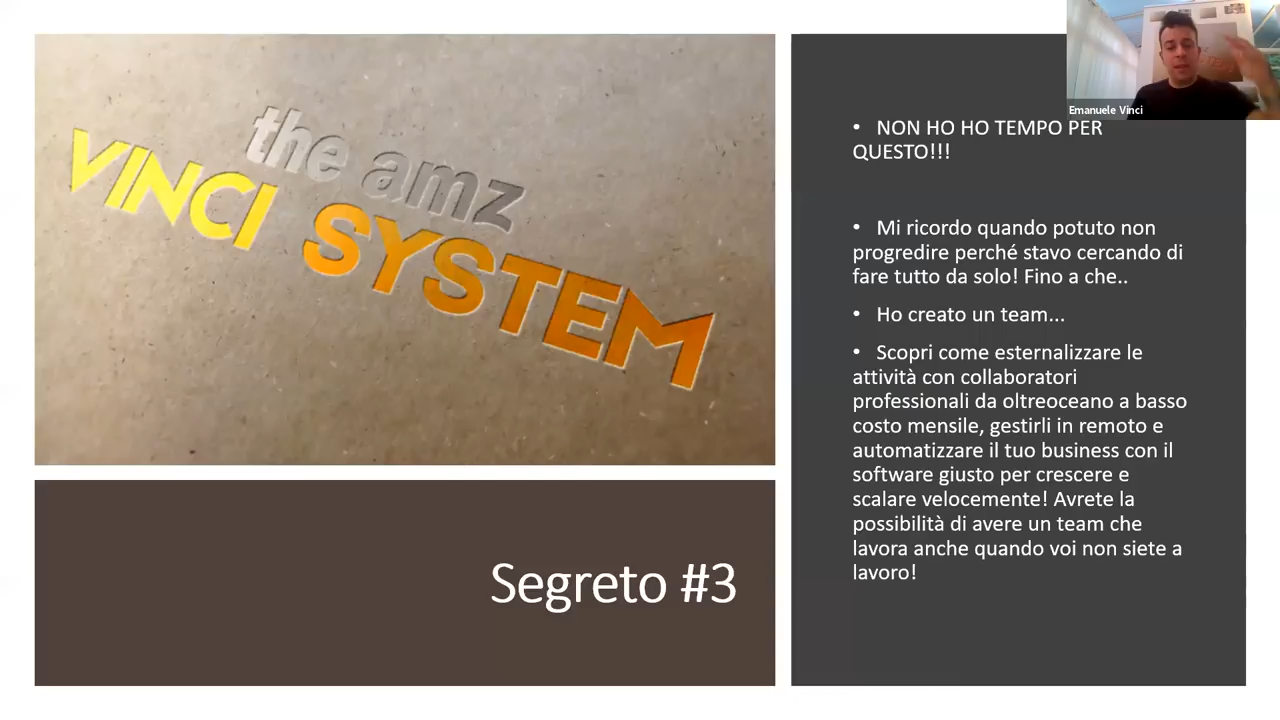 the amz
VINCI SYSTEM
Segreto #3
Emanuele Vinci
• NON HO HO TEMPO PER
QUESTO!!!
• Mi ricordo quando potuto non
progredire perché stavo cercando di
fare tutto da solo! Fino a che..
• Ho creato un team...
• Scopri come esternalizzare le
attività con collaboratori
professionali da oltreoceano a basso
costo mensile, gestirli in remoto e
automatizzare il tuo business con il
software giusto per crescere e
scalare velocemente! Avrete la
possibilità di avere un team che
lavora anche quando voi non siete a
lavoro!